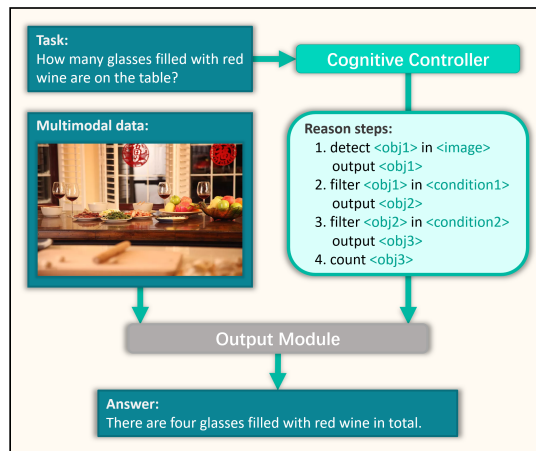 Task:
How many glasses filled with red
wine are on the table?
Cognitive Controller
Multimodal data:
Reason steps:
1. detect <obj1> in <image>
output <obj1>
2. filter <obj1> in <condition1>
output <obj2>
3. filter <obj2> in <condition2>
output <obj3>
4. count <obj3>
Output Module
Answer:
There are four glasses filled with red wine in total.